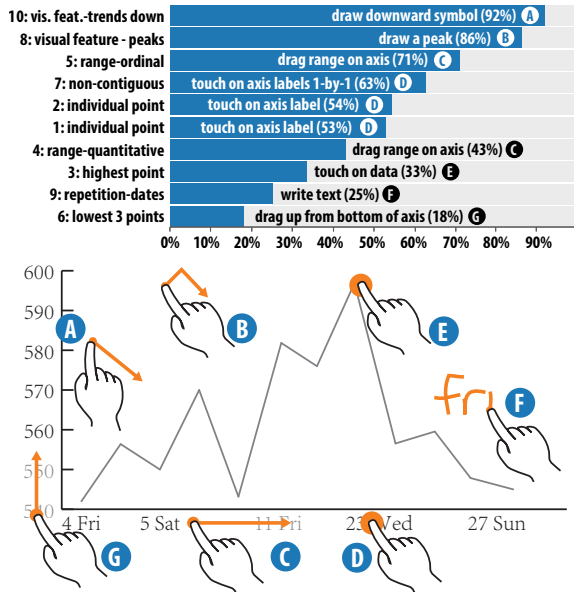 10: vis. feat.-trends down draw downward symbol (92%) A
8: visual feature - peaks draw a peak (86%) B
5: range-ordinal drag range on axis (71%) C
7: non-contiguous touch on axis labels 1-by-1 (63%) D
2: individual point touch on axis label (54%) D
1: individual point touch on axis label (53%) D
4: range-quantitative drag range on axis (43%) C
3: highest point touch on data (33%) E
9: repetition-dates write text (25%) F
6: lowest 3 points drag up from bottom of axis (18%) G
0% 10% 20% 30% 40% 50% 60% 70% 80% 90%
600
590
580
570
560
550
540
A
B
E
fri
F
4 Fri 5 Sat 11 Fri 23 Wed 27 Sun
G
C
D